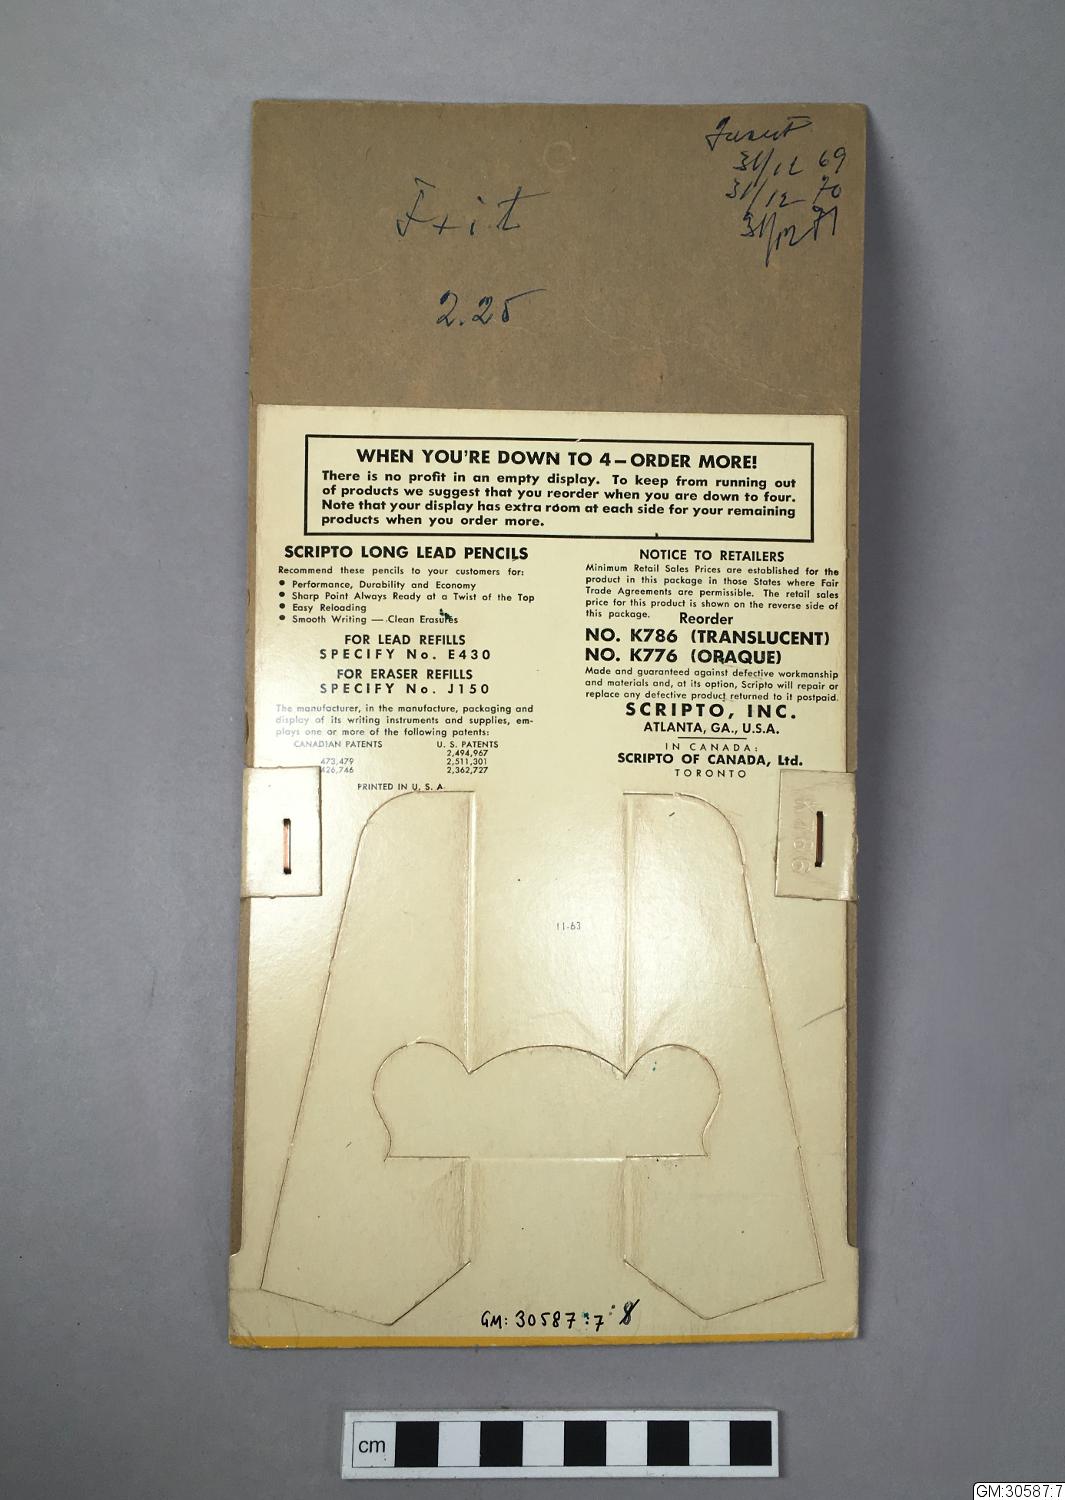 31/12 69
31/12 70
31/12 71
2.25
WHEN YOU'RE DOWN TO 4—ORDER MORE!
There is no profit in an empty display. To keep from running out
of products we suggest that you reorder when you are down to four.
Note that your display has extra room at each side for your remaining
products when you order more.
SCRIPTO LONG LEAD PENCILS
Recommend these pencils to your customers for:
• Performance, Durability and Economy
• Sharp Point Always Ready at a Twist of the Top
• Easy Reloading
• Smooth Writing — Clean Erasures
FOR LEAD REFILLS
SPECIFY No. E430
FOR ERASER REFILLS
SPECIFY No. J150
The manufacturer, in the manufacture, packaging and
display of its writing instruments and supplies, em-
ploys one or more of the following patents:
CANADIAN PATENTS
473,479
426,746
U. S. PATENTS
2,494,967
2,511,301
2,362,727
PRINTED IN U. S. A.
NOTICE TO RETAILERS
Minimum Retail Sales Prices are established for the
product in this package in those States where Fair
Trade Agreements are permissible. The retail sales
price for this product is shown on the reverse side of
this package.
Reorder
NO. K786 (TRANSLUCENT)
NO. K776 (OPAQUE)
Made and guaranteed against defective workmanship
and materials and, at its option, Scripto will repair or
replace any defective product returned to it postpaid.
SCRIPTO, INC.
ATLANTA, GA., U.S.A.
IN CANADA:
SCRIPTO OF CANADA, Ltd.
TORONTO
11-63
GM: 30587:7:8
cm
GM:30587:7